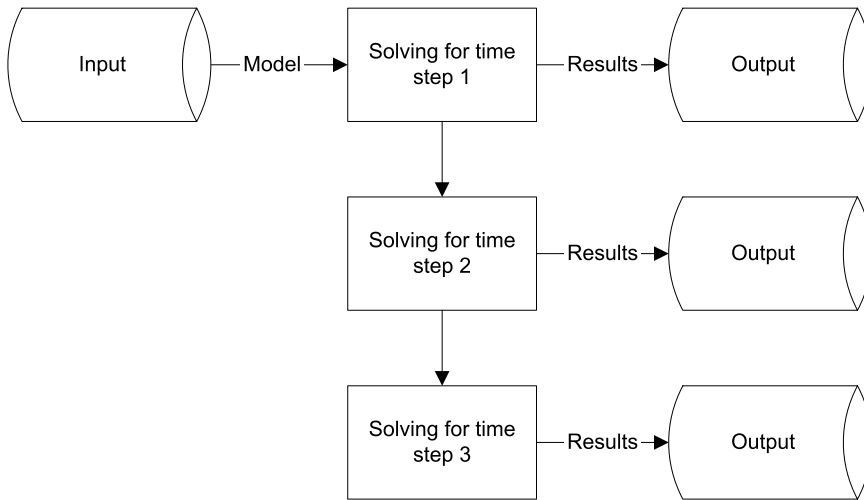 Input
Model
Solving for time
step 1
Results
Output
Solving for time
step 2
Results
Output
Solving for time
step 3
Results
Output